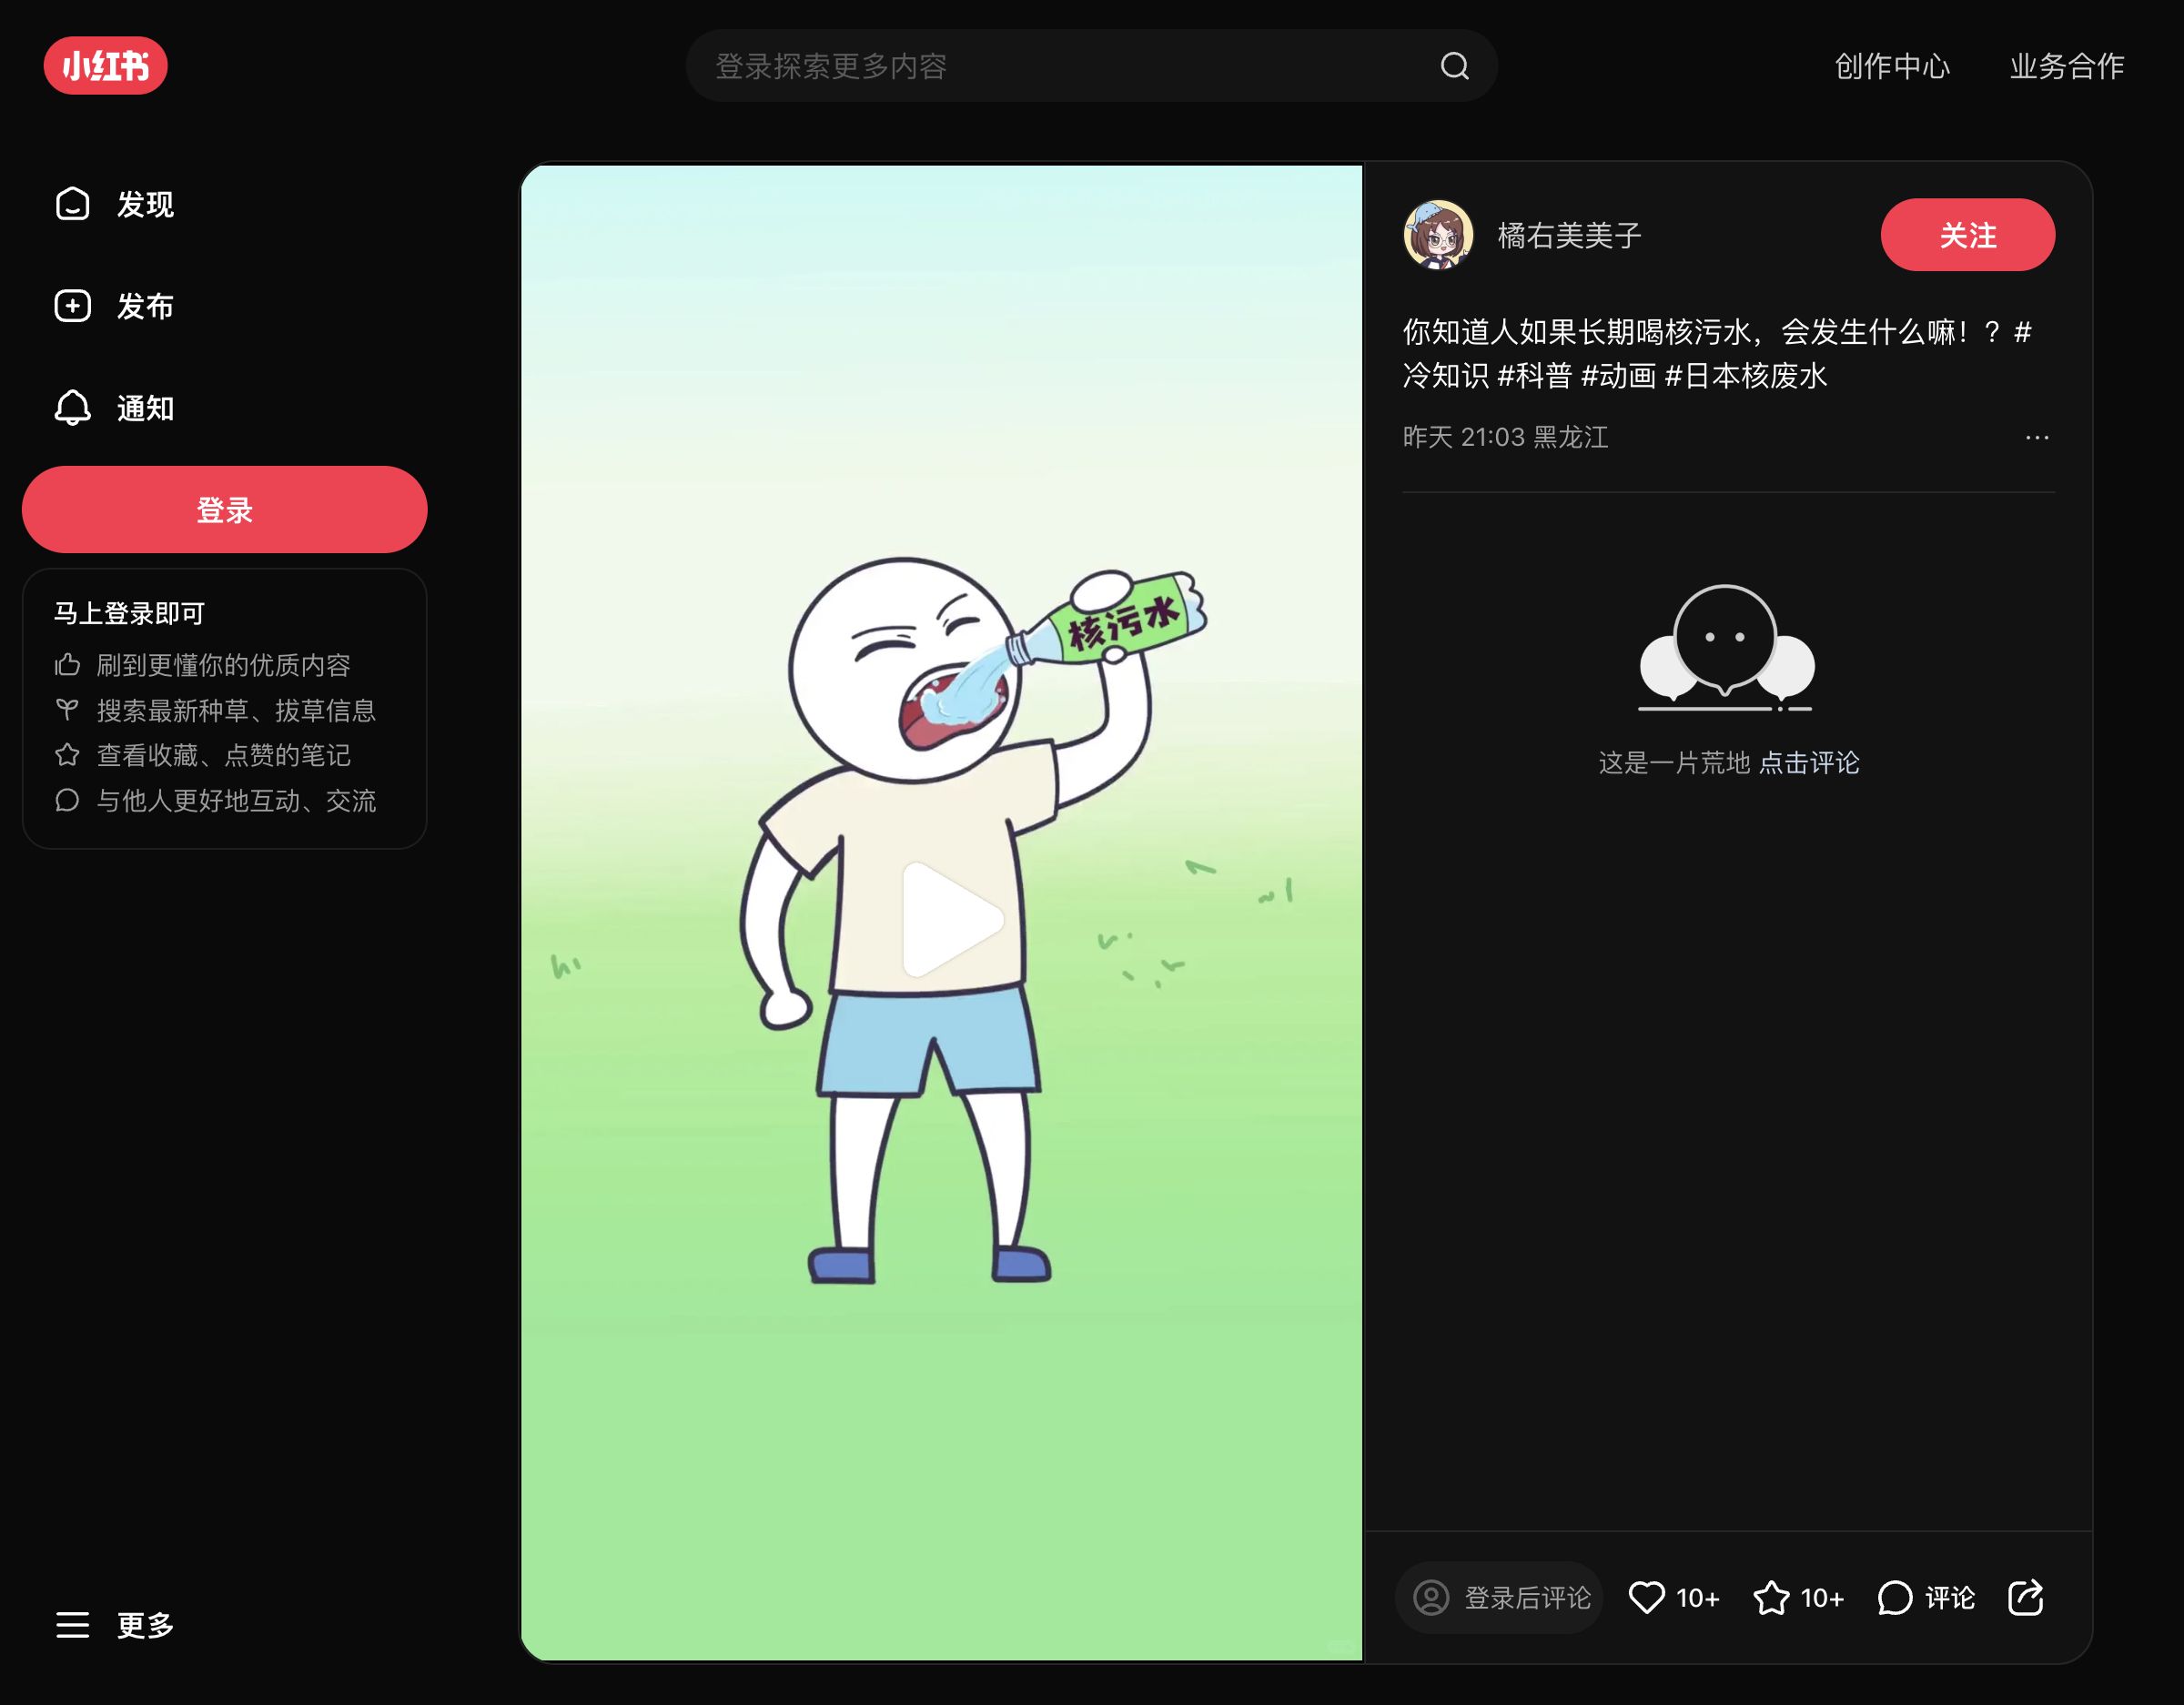 小红书
登录探索更多内容
创作中心
业务合作
发现
发布
通知
登录
马上登录即可
刷到更懂你的优质内容
搜索最新种草、拔草信息
查看收藏、点赞的笔记
与他人更好地互动、交流
更多
核污水
橘右美美子
关注
你知道人如果长期喝核污水，会发生什么嘛！？#
冷知识 #科普 #动画 #日本核废水
昨天 21:03 黑龙江
这是一片荒地 点击评论
登录后评论
10+
10+
评论